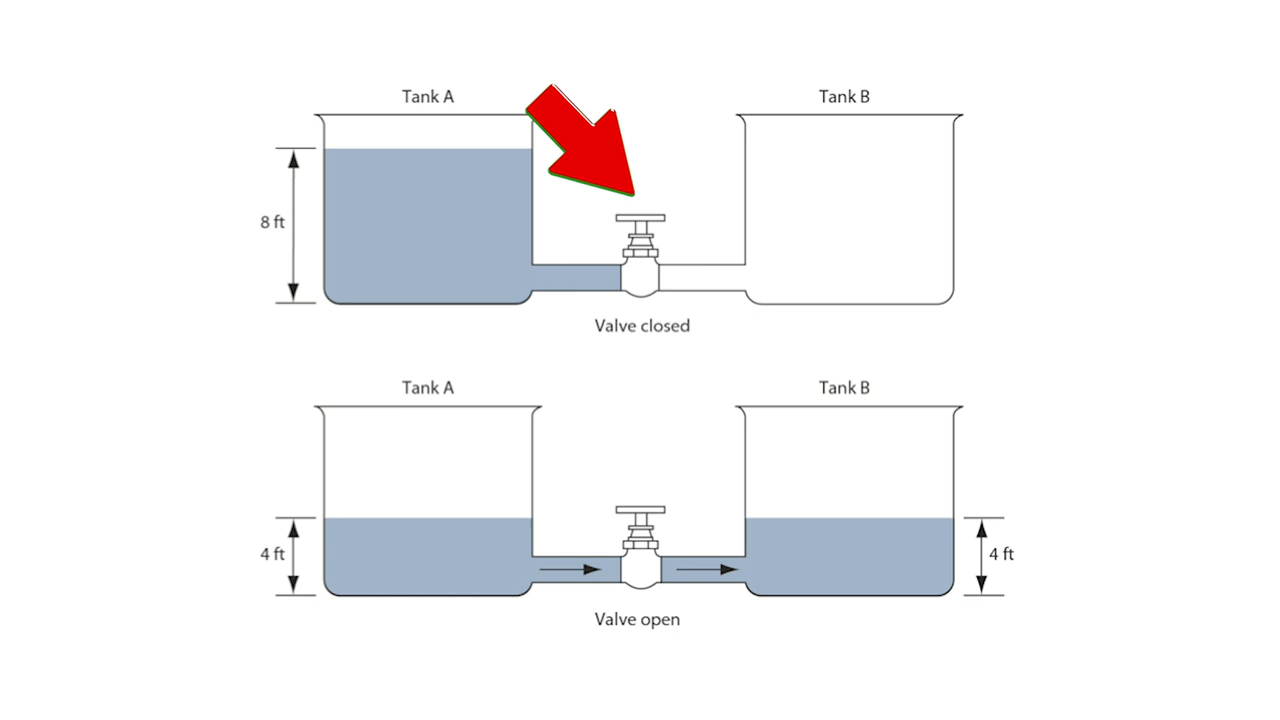 Tank A
Tank B
8 ft
Valve closed
Tank A
Tank B
4 ft
4 ft
Valve open